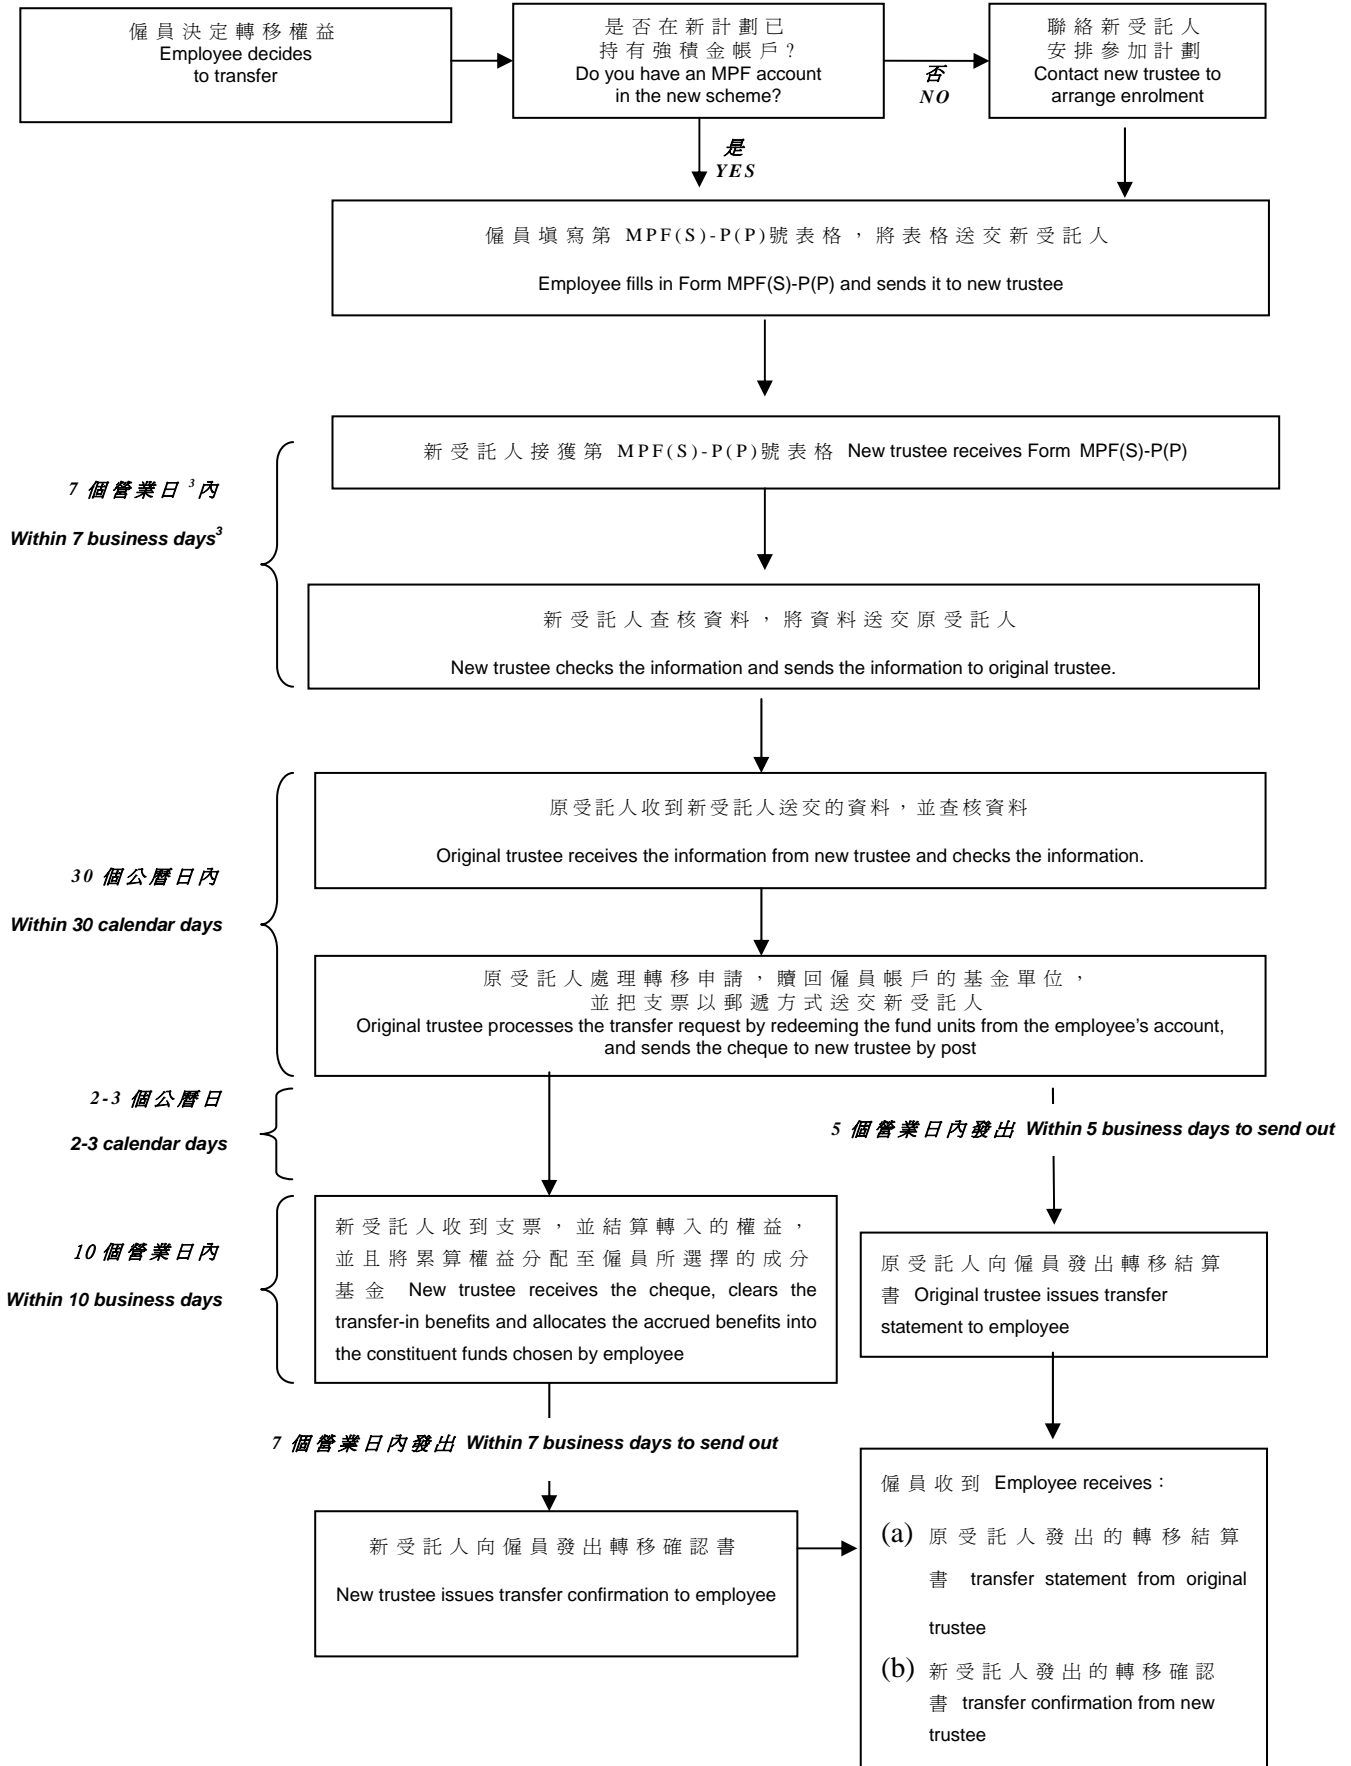 僱員決定轉移權益
Employee decides
to transfer
是否在新計劃已
持有強積金帳戶?
Do you have an MPF account
in the new scheme?
否
NO
聯絡新受託人
安排參加計劃
Contact new trustee to
arrange enrolment
是
YES
僱員填寫第 MPF(S)-P(P)號表格，將表格送交新受託人
Employee fills in Form MPF(S)-P(P) and sends it to new trustee
新受託人接獲第 MPF(S)-P(P)號表格 New trustee receives Form MPF(S)-P(P)
7 個營業日3內
Within 7 business days3
新受託人查核資料，將資料送交原受託人
New trustee checks the information and sends the information to original trustee.
原受託人收到新受託人送交的資料，並查核資料
Original trustee receives the information from new trustee and checks the information.
30 個公曆日內
Within 30 calendar days
原受託人處理轉移申請，贖回僱員帳戶的基金單位，
並把支票以郵遞方式送交新受託人
Original trustee processes the transfer request by redeeming the fund units from the employee's account,
and sends the cheque to new trustee by post
2-3 個公曆日
2-3 calendar days
5 個營業日內發出 Within 5 business days to send out
新受託人收到支票，並結算轉入的權益，
並且將累算權益分配至僱員所選擇的成分
基金 New trustee receives the cheque, clears the
transfer-in benefits and allocates the accrued benefits into
the constituent funds chosen by employee
10 個營業日內
Within 10 business days
原受託人向僱員發出轉移結算
書 Original trustee issues transfer
statement to employee
7 個營業日內發出 Within 7 business days to send out
新受託人向僱員發出轉移確認書
New trustee issues transfer confirmation to employee
僱員收到 Employee receives：
(a) 原受託人發出的轉移結算
書 transfer statement from original
trustee
(b) 新受託人發出的轉移確認
書 transfer confirmation from new
trustee